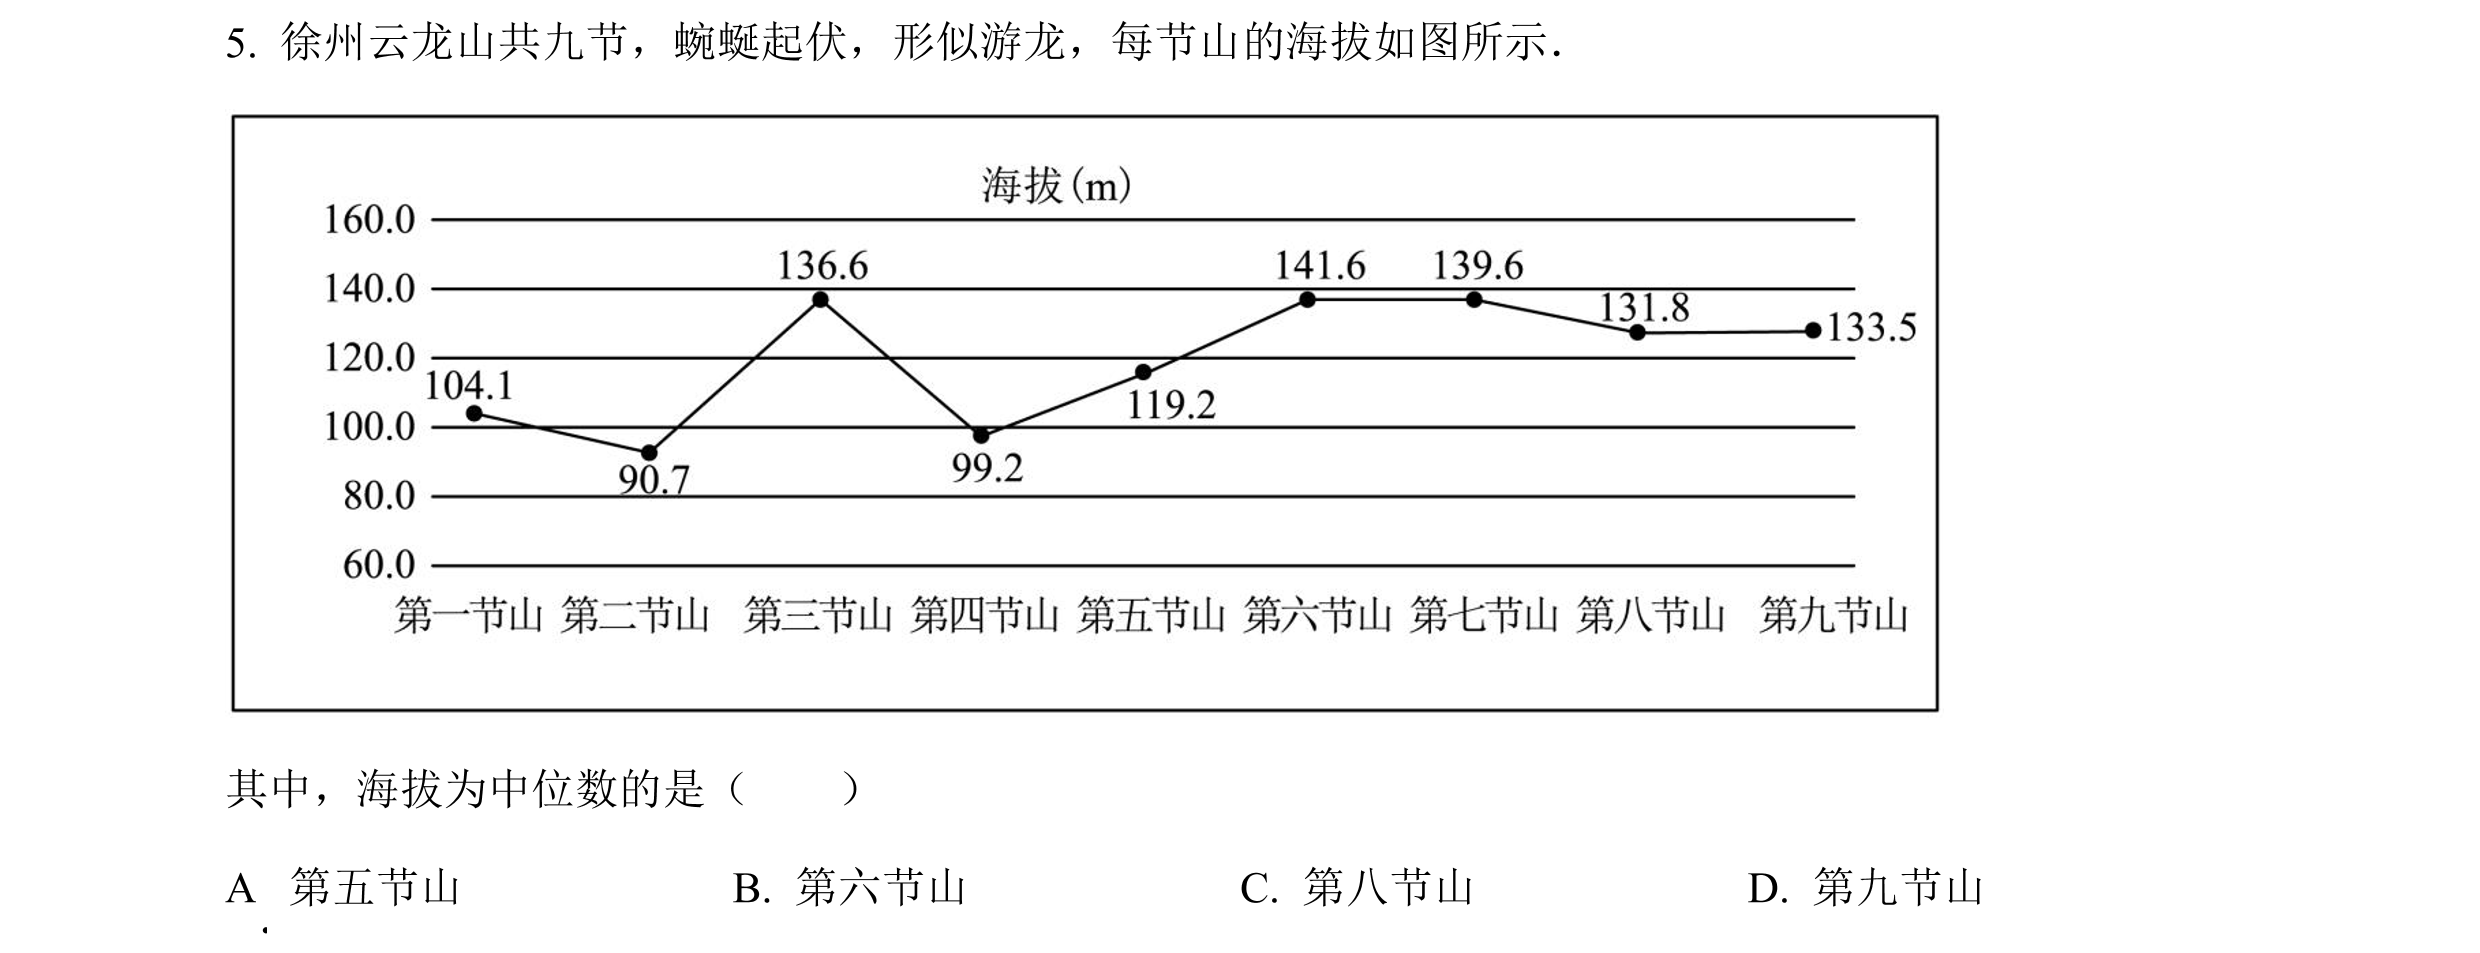 5. 徐州云龙山共九节，蜿蜒起伏，形似游龙，每节山的海拔如图所示．
海拔(m)
160.0
136.6 141.6 139.6
140.0
131.8
133.5
120.0
104.1
119.2
100.0
99.2
90.7
80.0
60.0
第一节山 第二节山 第三节山 第四节山 第五节山 第六节山 第七节山 第八节山 第九节山
其中，海拔为中位数的是（　　）
A. 第五节山 B. 第六节山 C. 第八节山 D. 第九节山